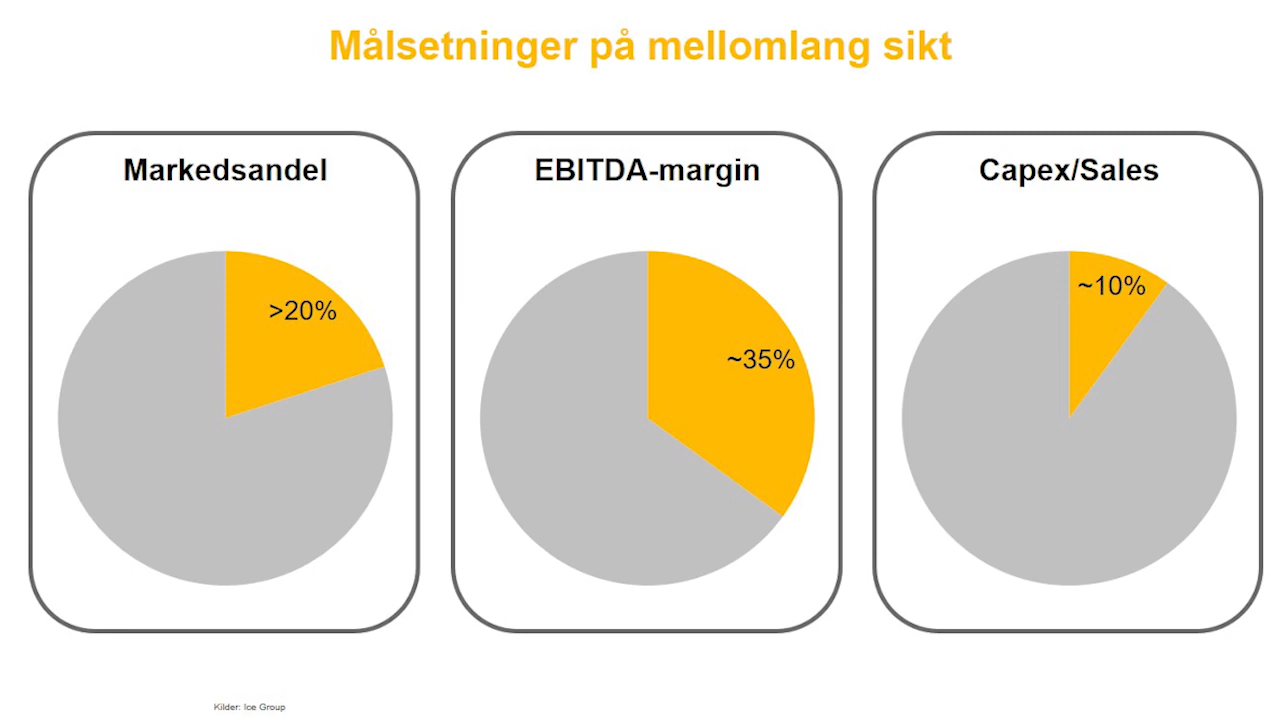 Målsetninger på mellomlang sikt
Markedsandel
>20%
EBITDA-margin
~35%
Capex/Sales
~10%
Kilder: Ice Group